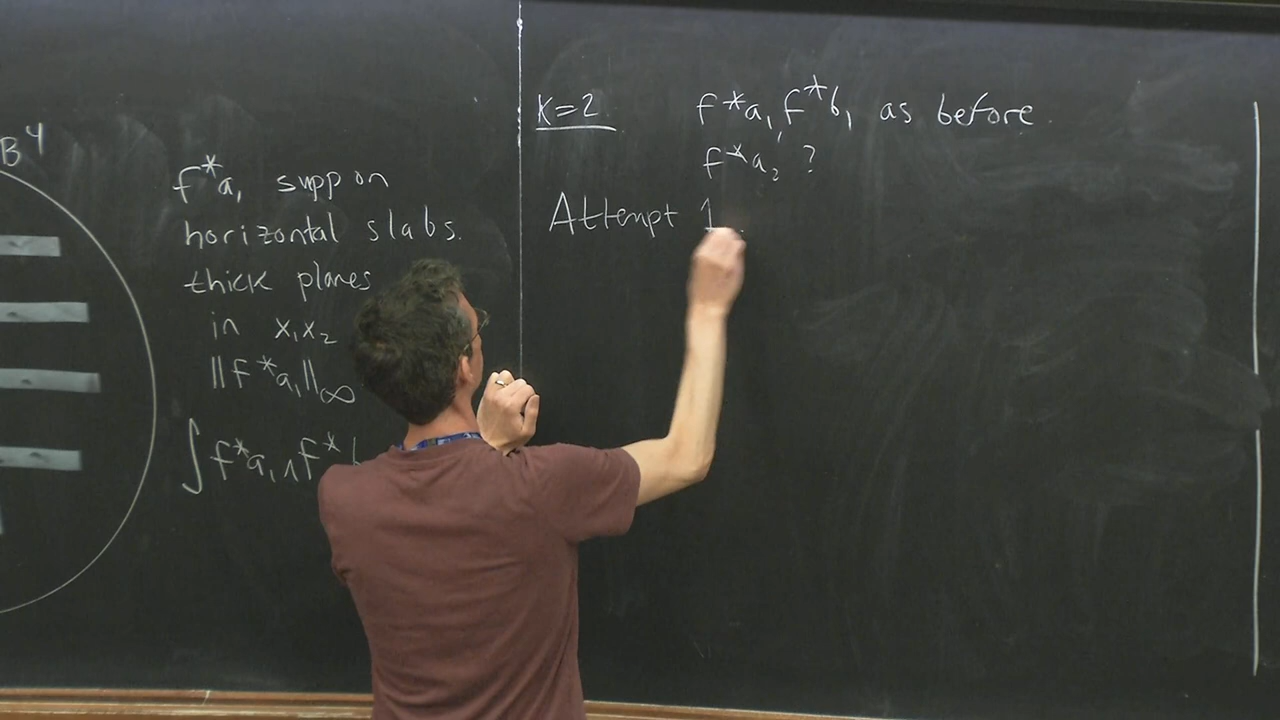 B⁴
f*a₁ supp on
horizontal slabs.
thick planes
in x₁x₂
||f*a₁||∞
∫f*a₁∧f*
K=2 f*a₁, f*b₁ as before.
f*a₂ ?
Attempt 1